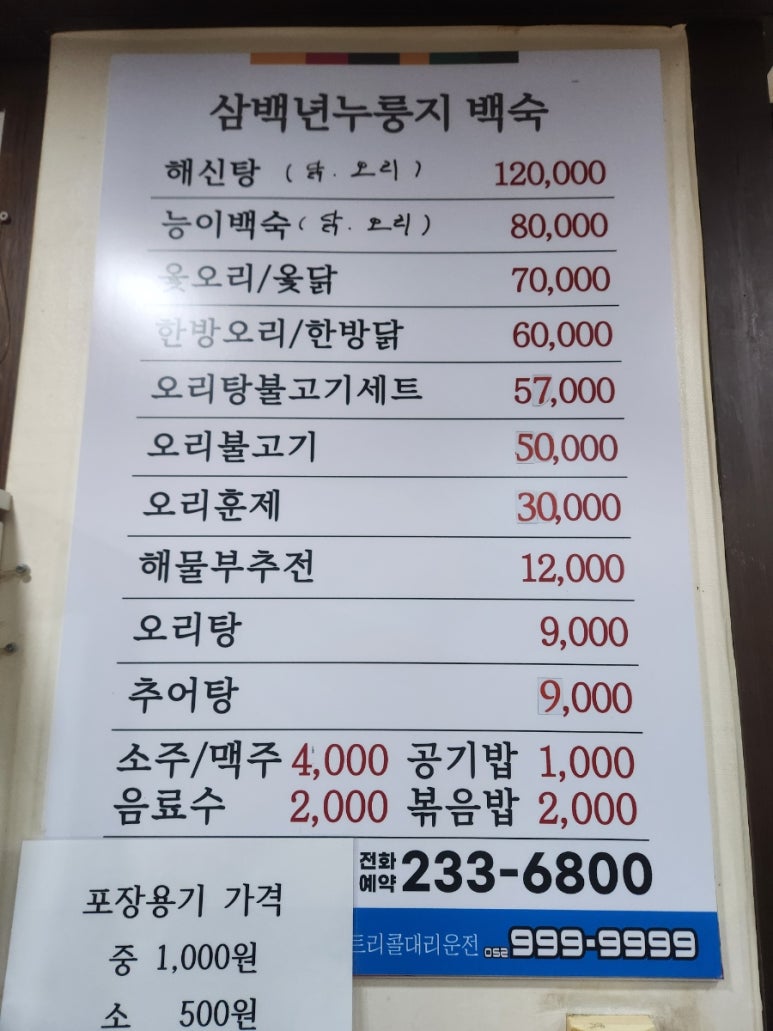 삼백년누룽지 백숙
해신탕 ( 닭. 오리 ) 120,000
능이백숙( 닭. 오리 ) 80,000
옻오리/옻닭 70,000
한방오리/한방닭 60,000
오리탕불고기세트 57,000
오리불고기 50,000
오리훈제 30,000
해물부추전 12,000
오리탕 9,000
추어탕 9,000
소주/맥주 4,000 공기밥 1,000
음료수 2,000 볶음밥 2,000
전화 예약 233-6800
트리콜대리운전 052 999-9999
포장용기 가격
중 1,000원
소 500원